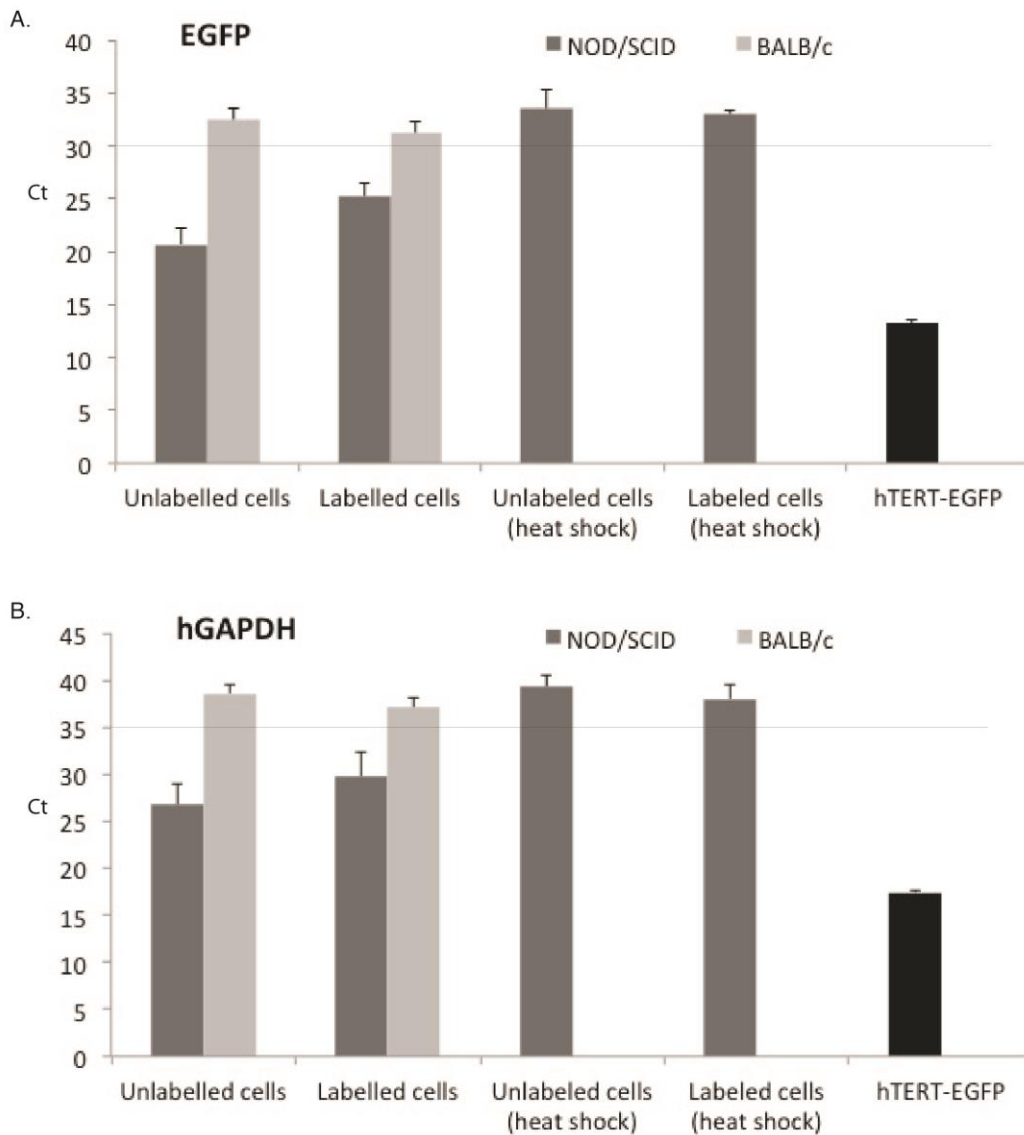 A.
EGFP
NOD/SCID BALB/c
40
35
30
25
20
15
10
5
0
Ct
Unlabelled cells Labelled cells Unlabeled cells (heat shock) Labeled cells (heat shock) hTERT-EGFP
B.
hGAPDH
NOD/SCID BALB/c
45
40
35
30
25
20
15
10
5
0
Ct
Unlabelled cells Labelled cells Unlabeled cells (heat shock) Labeled cells (heat shock) hTERT-EGFP